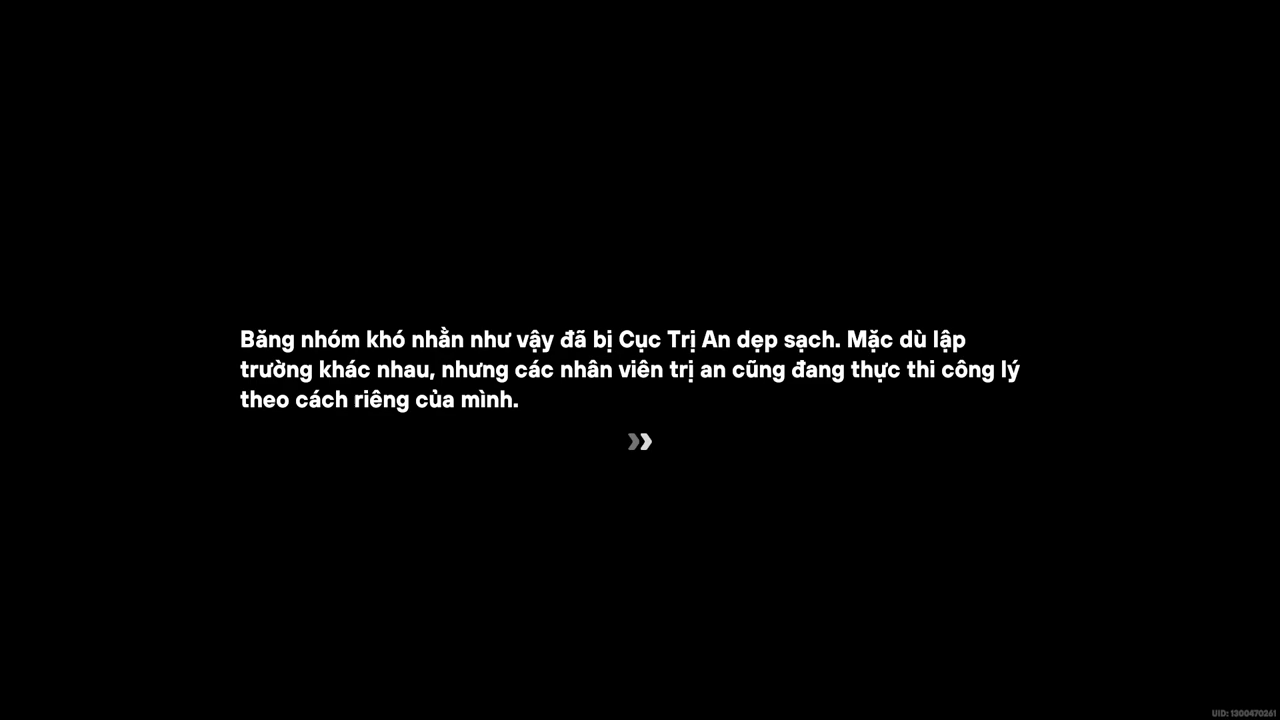 Băng nhóm khó nhằn như vậy đã bị Cục Trị An dẹp sạch. Mặc dù lập
trường khác nhau, nhưng các nhân viên trị an cũng đang thực thi công lý
theo cách riêng của mình.
UID: 1300470261